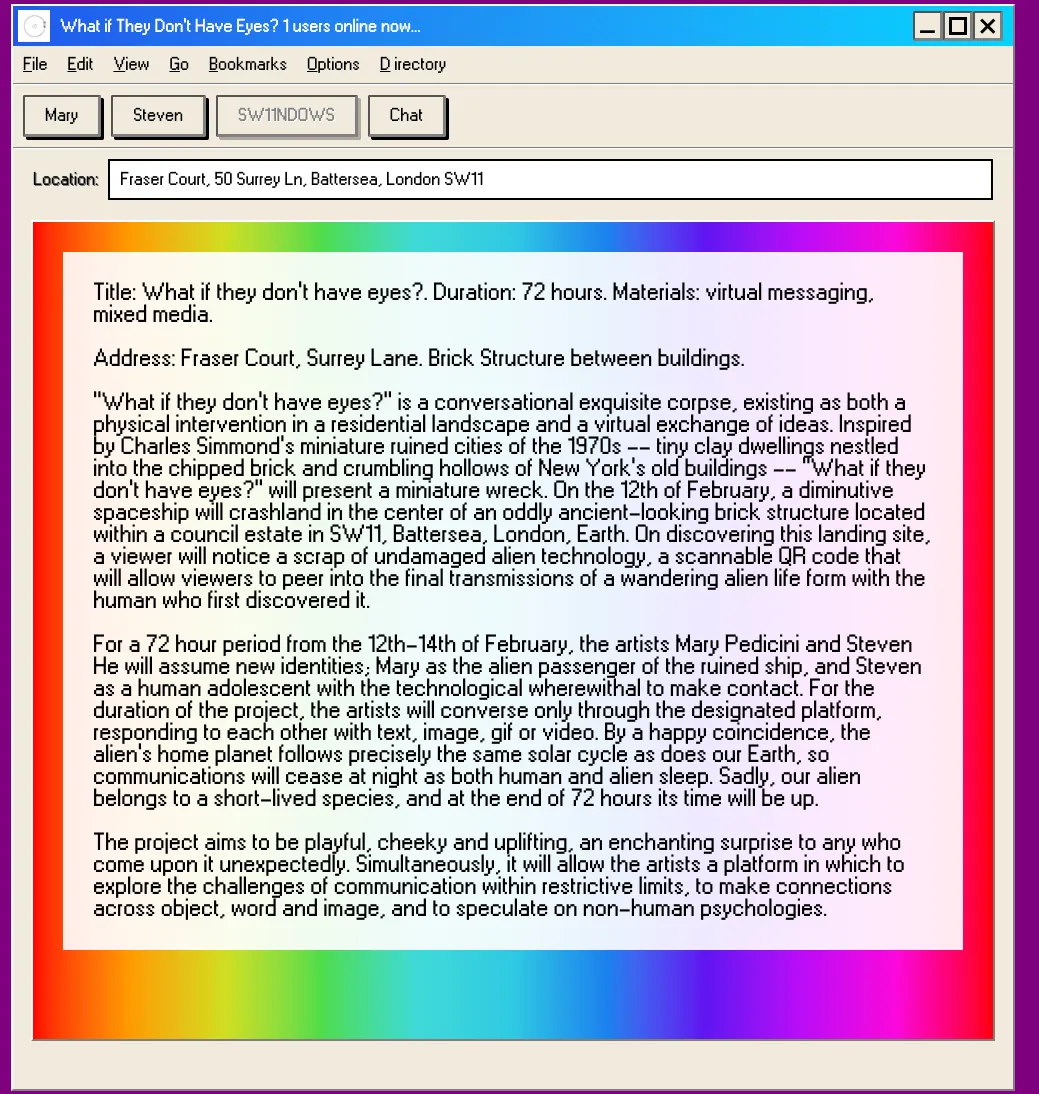 What if They Don't Have Eyes? 1 users online now...
File Edit View Go Bookmarks Options D irectory
Mary Steven SW11NDOWS Chat
Location: Fraser Court, 50 Surrey Ln, Battersea, London SW11
Title: What if they don't have eyes?. Duration: 72 hours. Materials: virtual messaging,
mixed media.
Address: Fraser Court, Surrey Lane. Brick Structure between buildings.
"What if they don't have eyes?" is a conversational exquisite corpse, existing as both a
physical intervention in a residential landscape and a virtual exchange of ideas. Inspired
by Charles Simmond's miniature ruined cities of the 1970s -- tiny clay dwellings nestled
into the chipped brick and crumbling hollows of New York's old buildings -- "What if they
don't have eyes?" will present a miniature wreck. On the 12th of February, a diminutive
spaceship will crashland in the center of an oddly ancient-looking brick structure located
within a council estate in SW11, Battersea, London, Earth. On discovering this landing site,
a viewer will notice a scrap of undamaged alien technology, a scannable QR code that
will allow viewers to peer into the final transmissions of a wandering alien life form with the
human who first discovered it.
For a 72 hour period from the 12th-14th of February, the artists Mary Pedicini and Steven
He will assume new identities; Mary as the alien passenger of the ruined ship, and Steven
as a human adolescent with the technological wherewithal to make contact. For the
duration of the project, the artists will converse only through the designated platform,
responding to each other with text, image, gif or video. By a happy coincidence, the
alien's home planet follows precisely the same solar cycle as does our Earth, so
communications will cease at night as both human and alien sleep. Sadly, our alien
belongs to a short-lived species, and at the end of 72 hours its time will be up.
The project aims to be playful, cheeky and uplifting, an enchanting surprise to any who
come upon it unexpectedly. Simultaneously, it will allow the artists a platform in which to
explore the challenges of communication within restrictive limits, to make connections
across object, word and image, and to speculate on non-human psychologies.